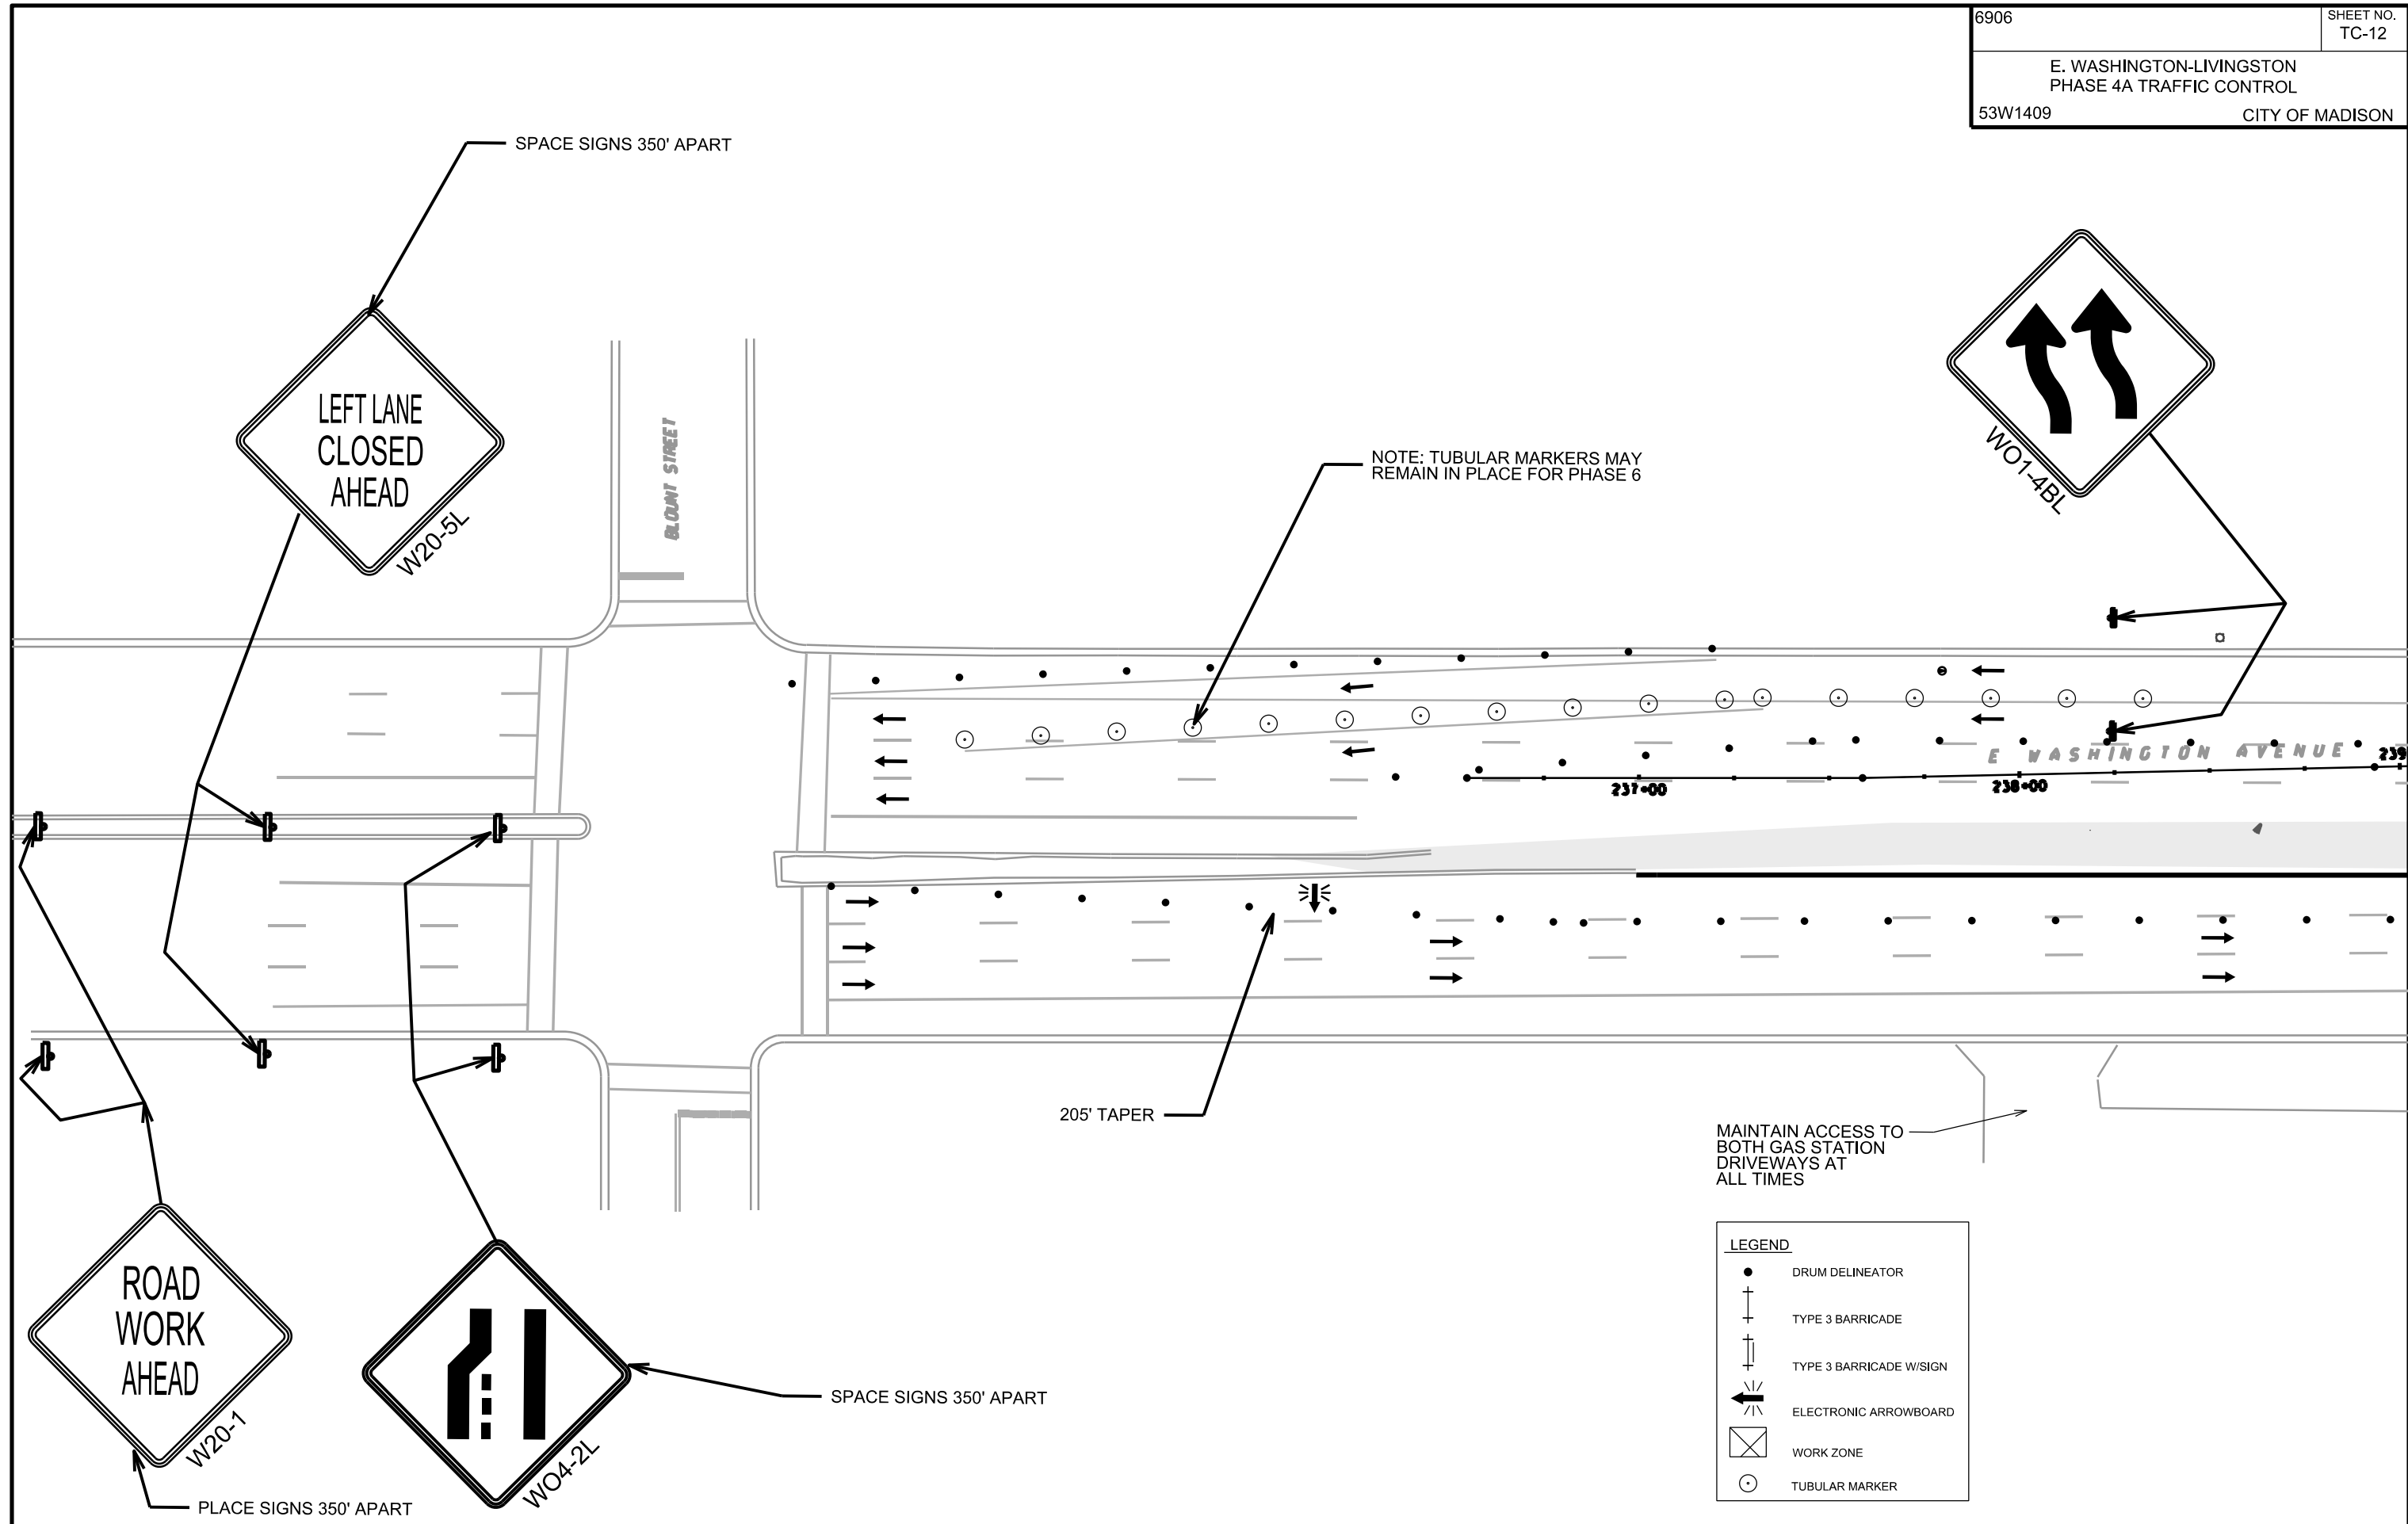 6906
SHEET NO.
TC-12
E. WASHINGTON-LIVINGSTON
PHASE 4A TRAFFIC CONTROL
53W1409
CITY OF MADISON
SPACE SIGNS 350' APART
LEFT LANE
CLOSED
AHEAD
W20-5L
BLOUNT STREET
NOTE: TUBULAR MARKERS MAY
REMAIN IN PLACE FOR PHASE 6
WO1-4BL
E WASHINGTON AVENUE
239
237+00
238+00
205' TAPER
MAINTAIN ACCESS TO
BOTH GAS STATION
DRIVEWAYS AT
ALL TIMES
ROAD
WORK
AHEAD
W20-1
WO4-2L
SPACE SIGNS 350' APART
PLACE SIGNS 350' APART
LEGEND
DRUM DELINEATOR
TYPE 3 BARRICADE
TYPE 3 BARRICADE W/SIGN
ELECTRONIC ARROWBOARD
WORK ZONE
TUBULAR MARKER